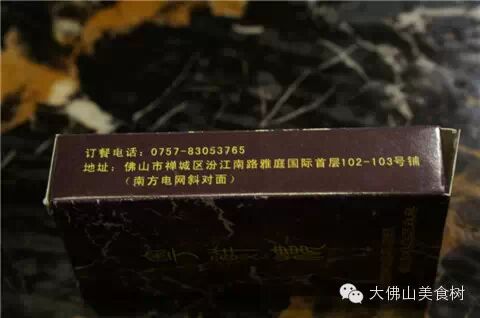 订餐电话：0757-83053765
地址：佛山市禅城区汾江南路雅庭国际首层102-103号铺
（南方电网斜对面）
大佛山美食树